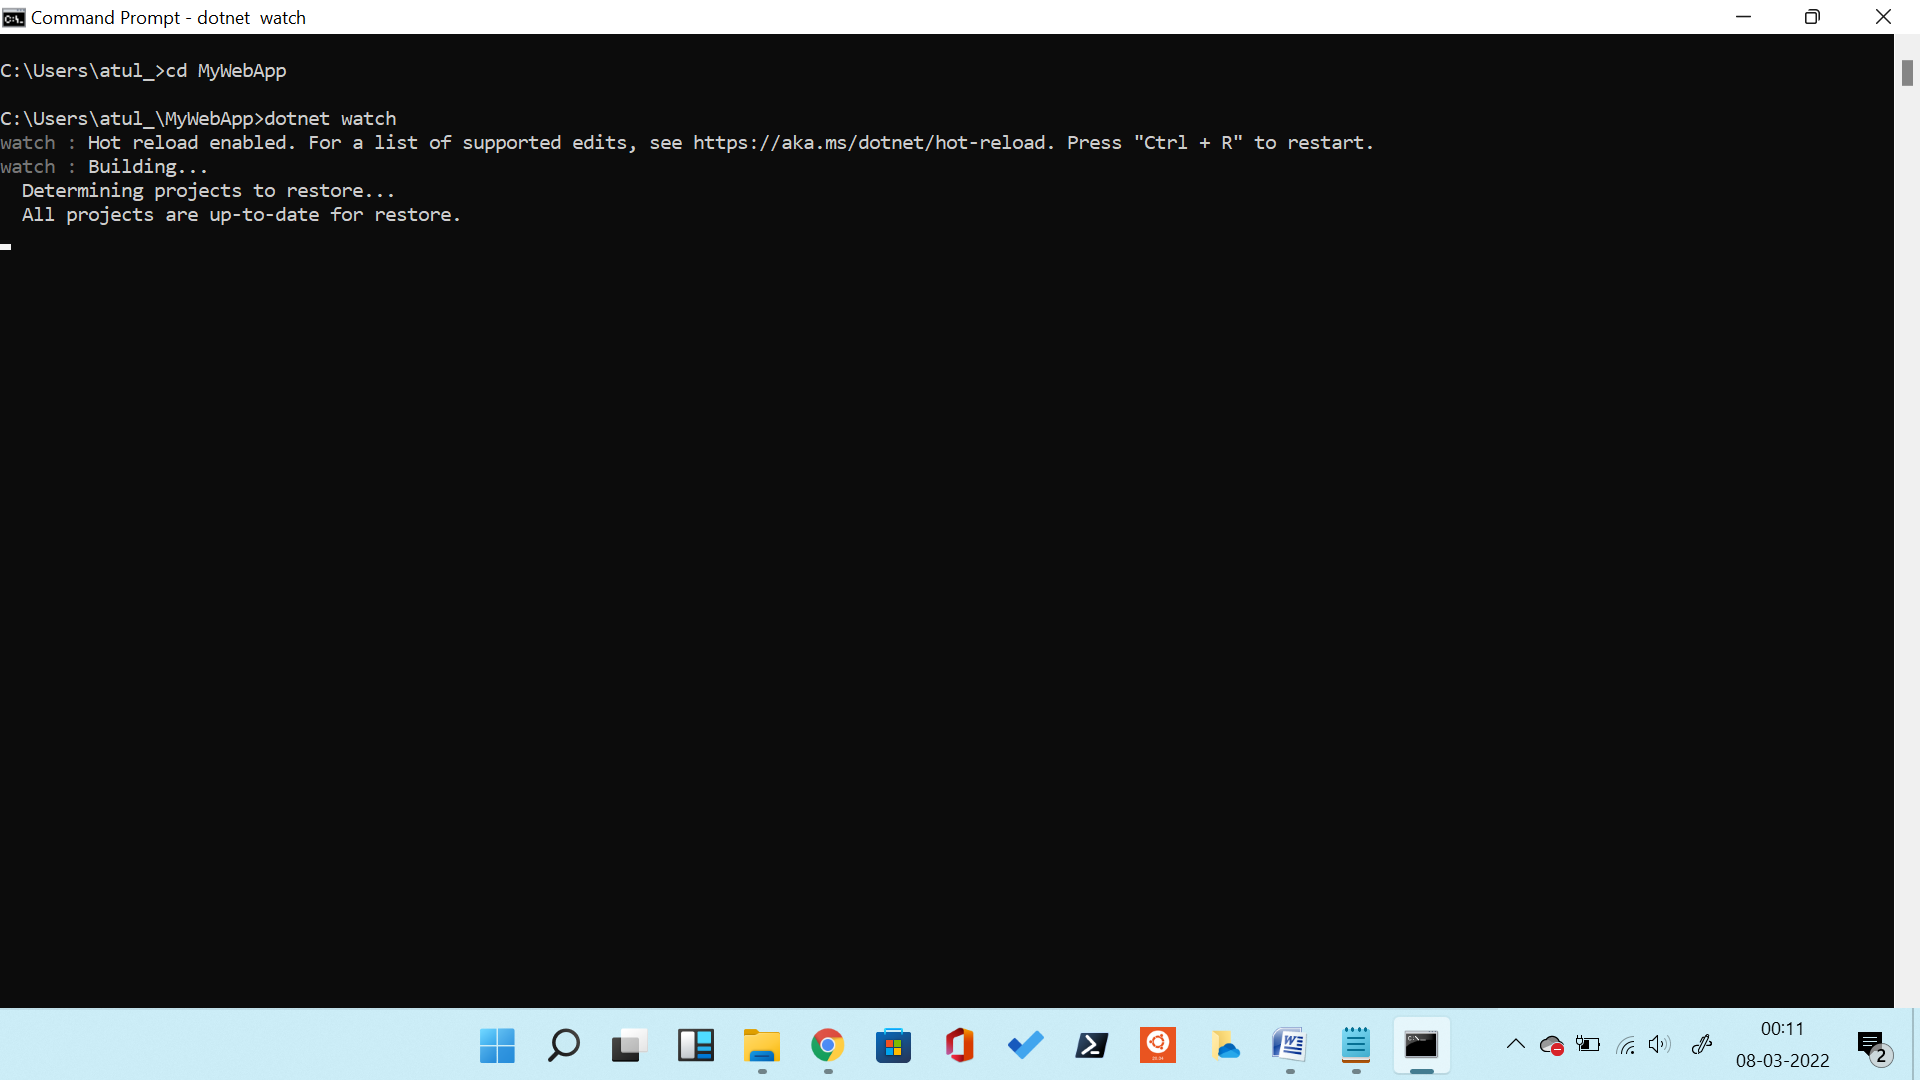 Command Prompt - dotnet  watch
C:\Users\atul_>cd MyWebApp
C:\Users\atul_\MyWebApp>dotnet watch
watch : Hot reload enabled. For a list of supported edits, see https://aka.ms/dotnet/hot-reload. Press "Ctrl + R" to restart.
watch : Building...
  Determining projects to restore...
  All projects are up-to-date for restore.
00:11
08-03-2022
2